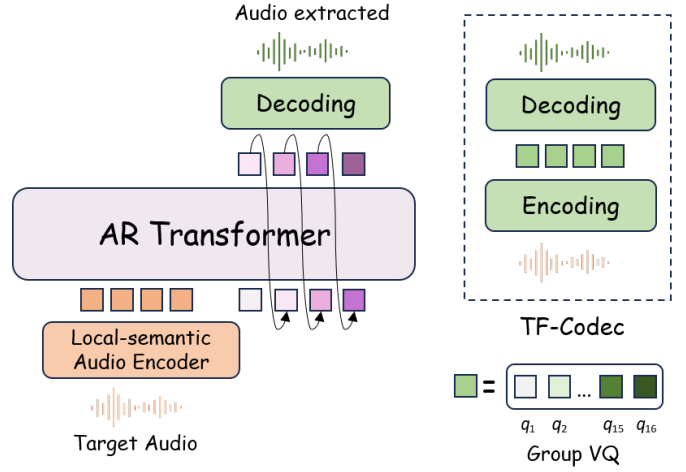 Audio extracted
Decoding
AR Transformer
Local-semantic
Audio Encoder
Target Audio
Decoding
Encoding
TF-Codec
=
q1 q2 ... q15 q16
Group VQ